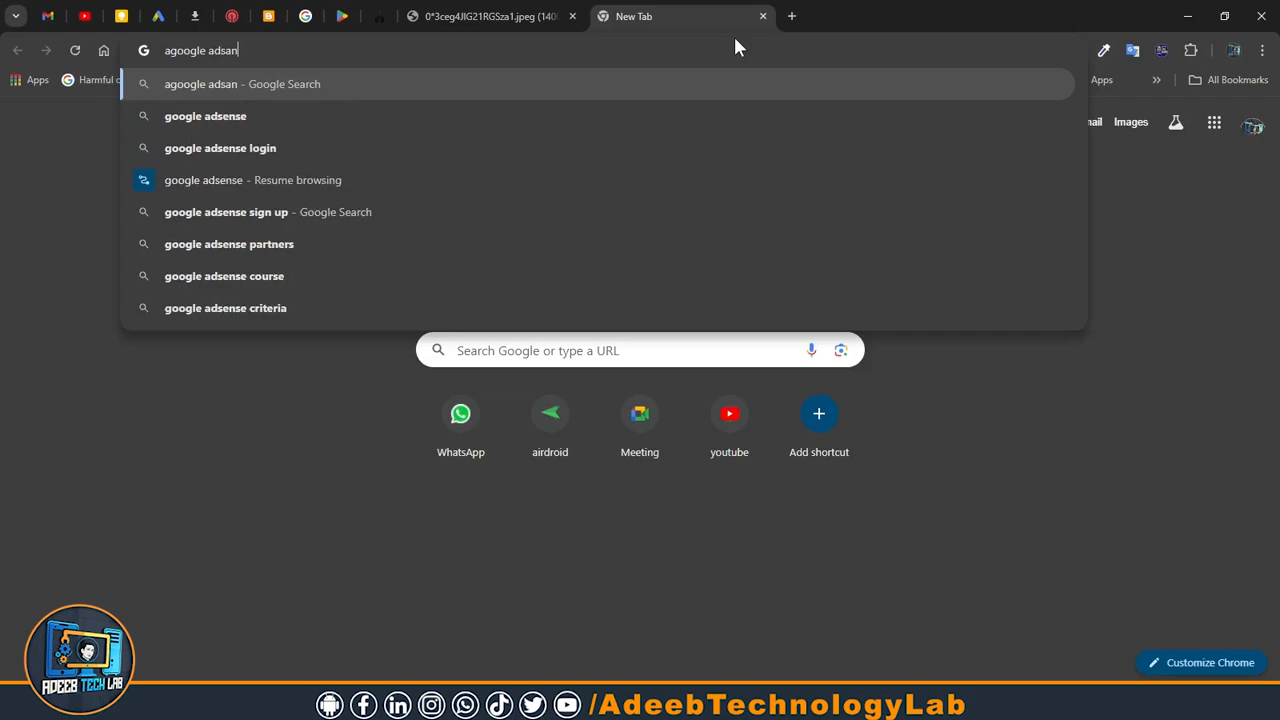 0*3ceg4JIG21RGSza1.jpeg (140
New Tab
agoogle adsan
Apps
Harmful c
Apps
All Bookmarks
agoogle adsan - Google Search
google adsense
google adsense login
google adsense - Resume browsing
google adsense sign up - Google Search
google adsense partners
google adsense course
google adsense criteria
ail
Images
Search Google or type a URL
WhatsApp
airdroid
Meeting
youtube
Add shortcut
Customize Chrome
ADEEB TECH LAB
/AdeebTechnologyLab